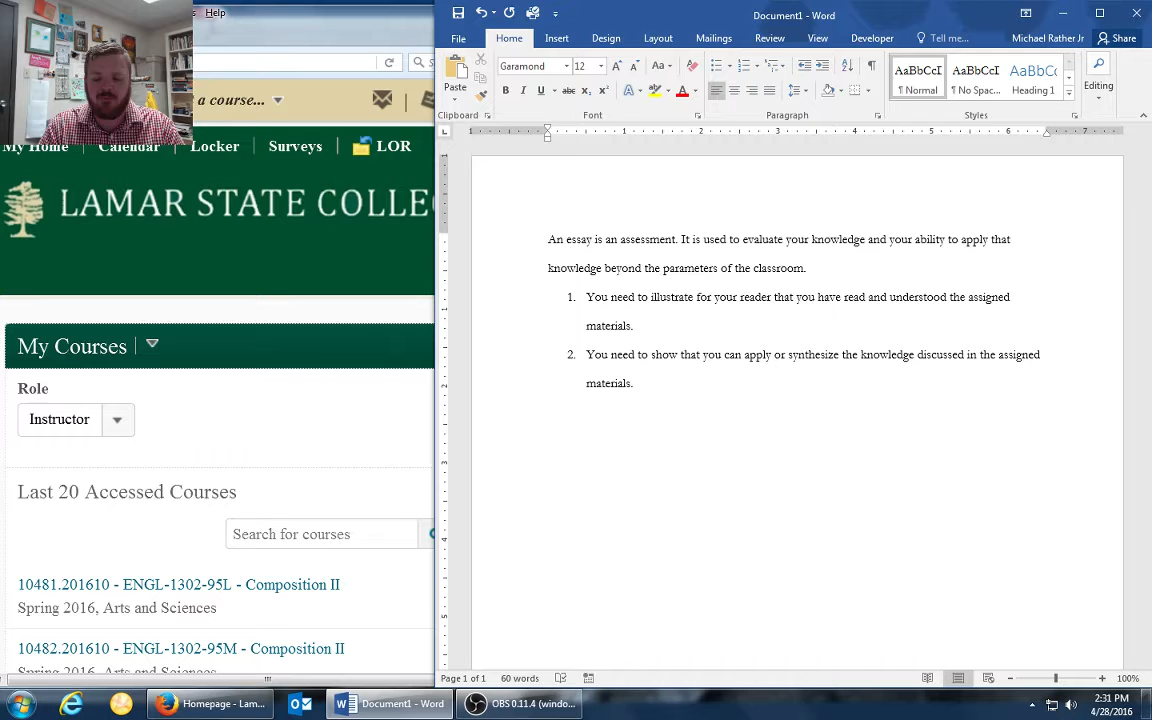 Help
Document1 - Word
File Home Insert Design Layout Mailings Review View Developer Tell me... Michael Rather Jr Share
Paste
Garamond 12
AaBbCcI AaBbCcI AaBbCc
¶ Normal ¶ No Spac... Heading 1
Editing
Clipboard Font Paragraph Styles
a course...
My Home Calendar Locker Surveys LOR
LAMAR STATE COLLE
My Courses
Role
Instructor
Last 20 Accessed Courses
Search for courses
10481.201610 - ENGL-1302-95L - Composition II
Spring 2016, Arts and Sciences
10482.201610 - ENGL-1302-95M - Composition II
Spring 2016, Arts and Sciences
An essay is an assessment. It is used to evaluate your knowledge and your ability to apply that
knowledge beyond the parameters of the classroom.
1. You need to illustrate for your reader that you have read and understood the assigned
materials.
2. You need to show that you can apply or synthesize the knowledge discussed in the assigned
materials.
Page 1 of 1 60 words 100%
Homepage - Lam... Document1 - Word OBS 0.11.4 (windo...
2:31 PM
4/28/2016